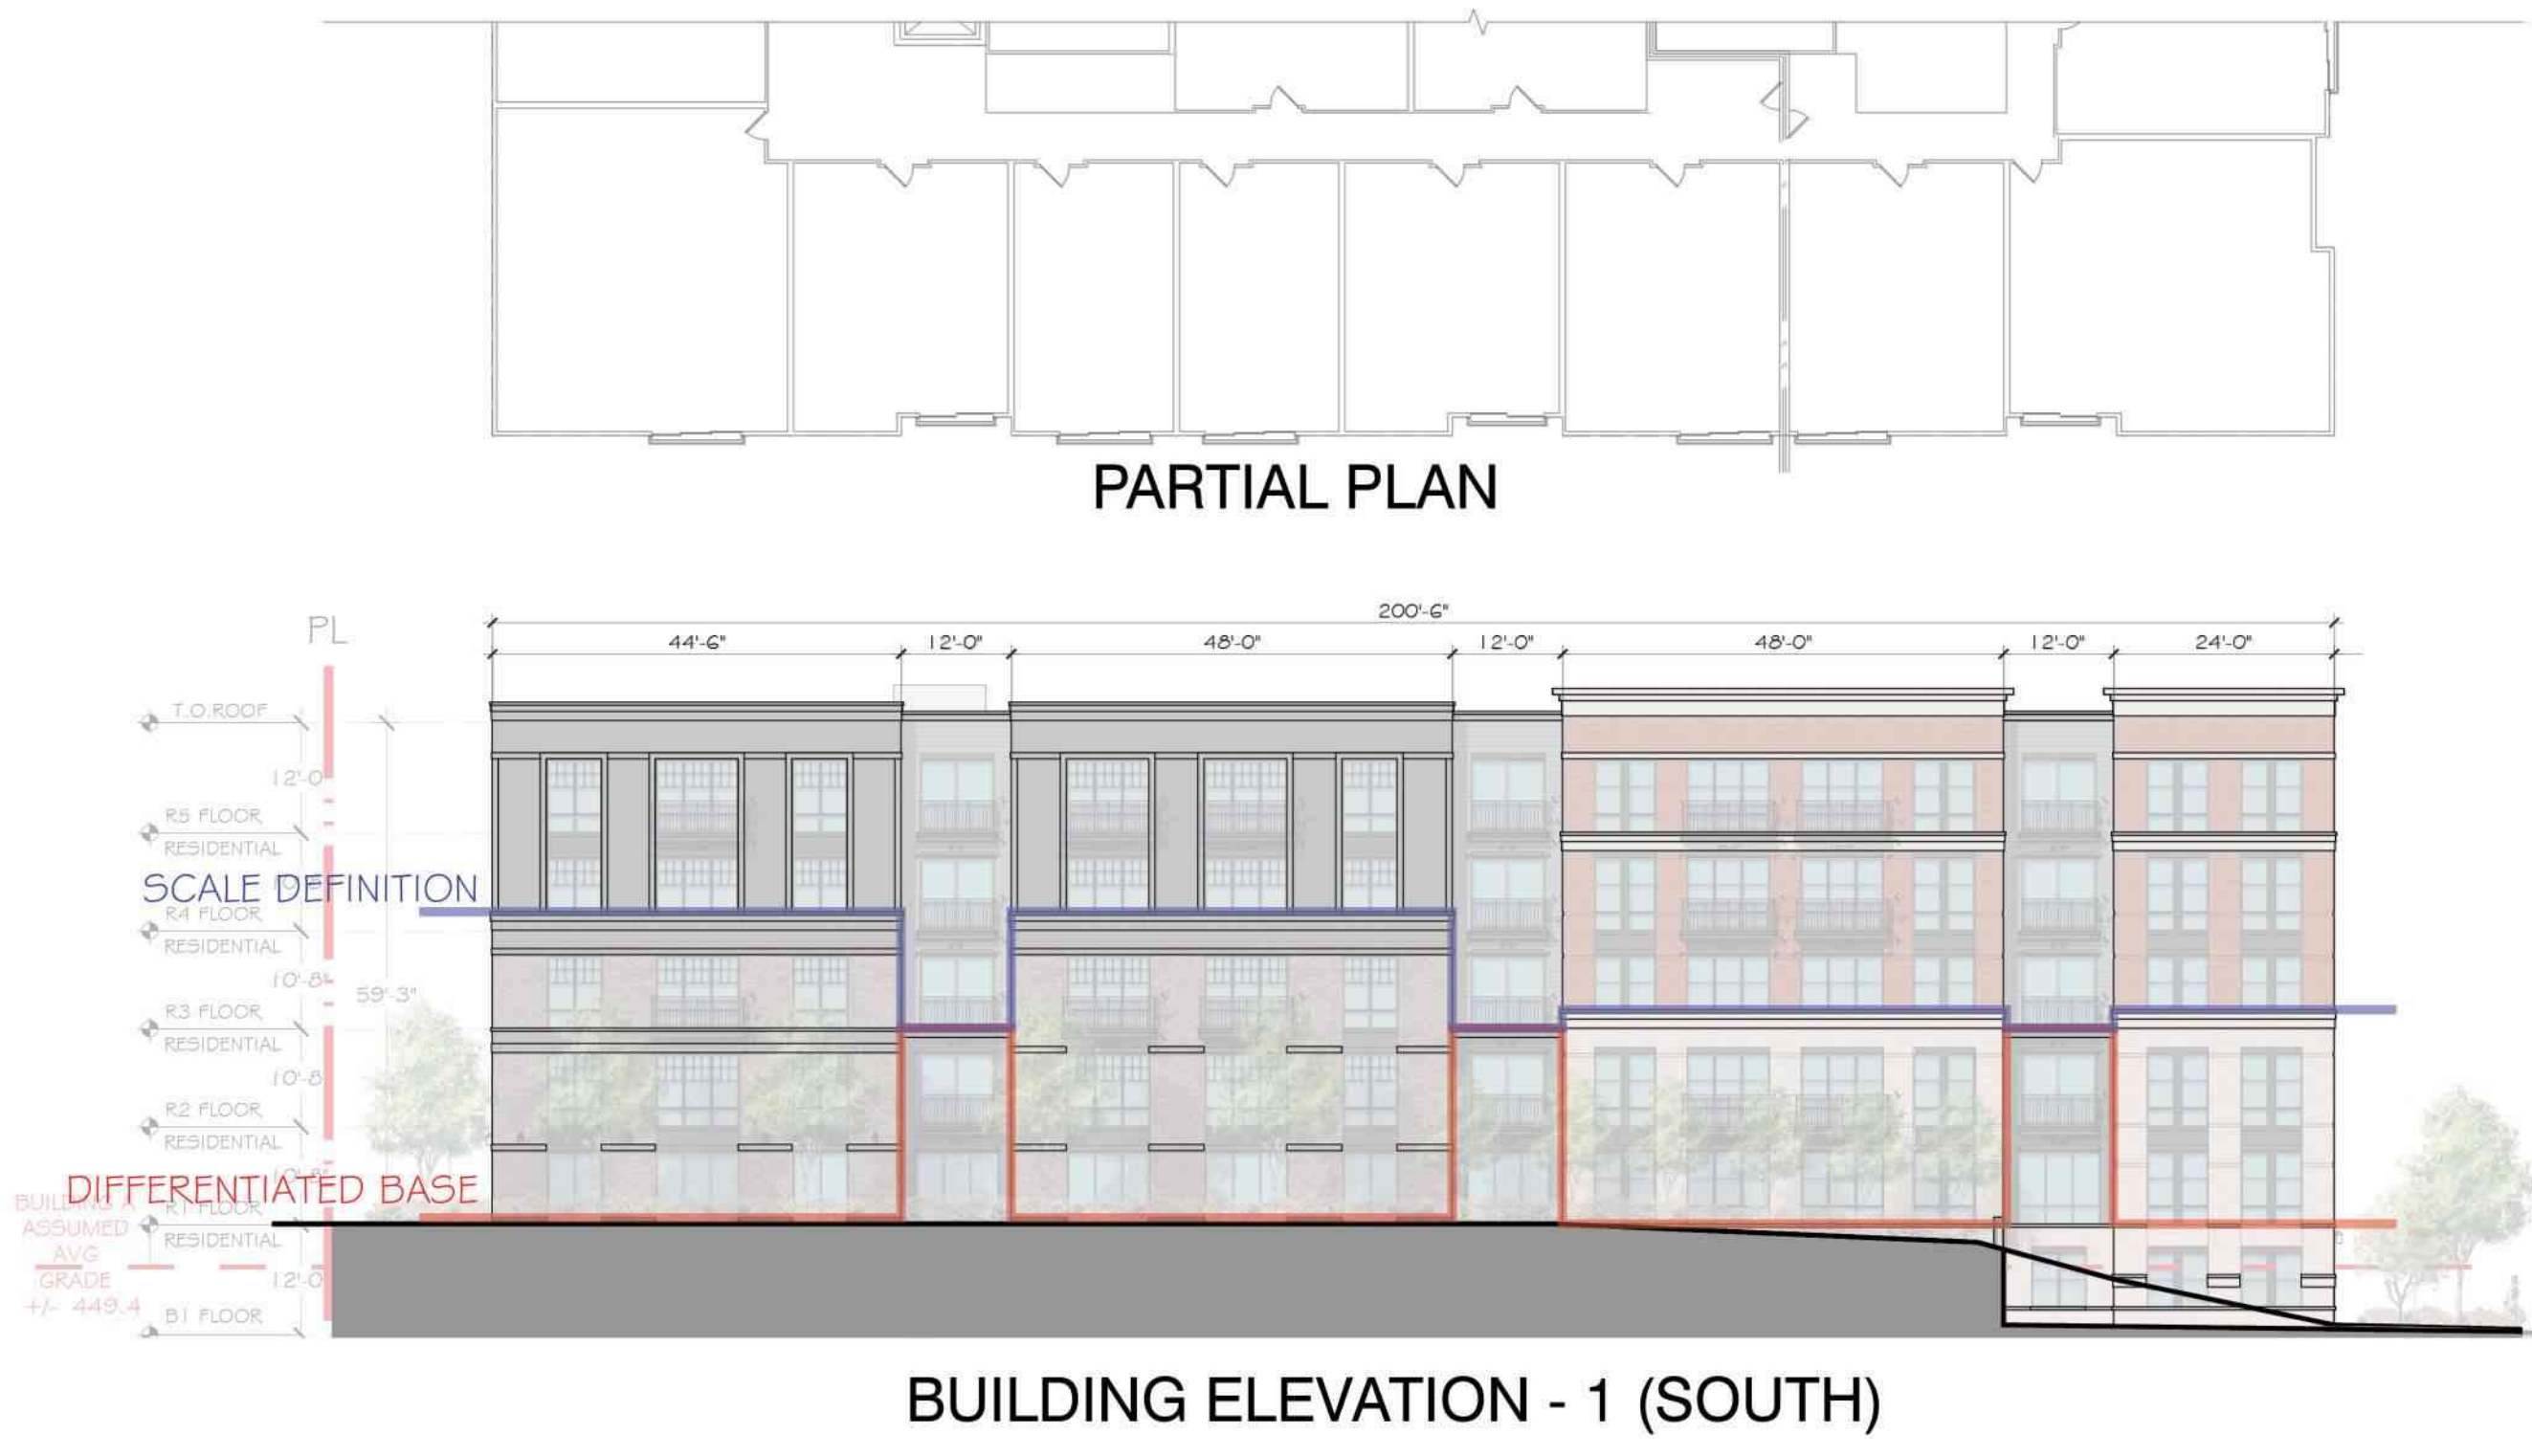 PARTIAL PLAN
200'-6"
PL
44'-6"
12'-0"
48'-0"
12'-0"
48'-0"
12'-0"
24'-0"
T.O.ROOF
12'-0
R5 FLOOR
RESIDENTIAL
SCALE DEFINITION
R4 FLOOR
RESIDENTIAL
10'-8"
59'-3"
R3 FLOOR
RESIDENTIAL
10'-8
R2 FLOOR
RESIDENTIAL
10'-8"
DIFFERENTIATED BASE
BUILDING A
R1 FLOOR
ASSUMED
RESIDENTIAL
AVG
GRADE
12'-0
+/- 449.4
B1 FLOOR
BUILDING ELEVATION - 1 (SOUTH)